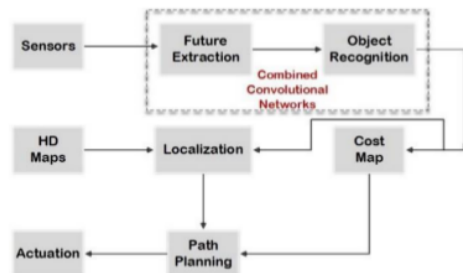 Sensors
Future
Extraction
Object
Recognition
Combined
Convolutional
Networks
HD
Maps
Localization
Cost
Map
Actuation
Path
Planning